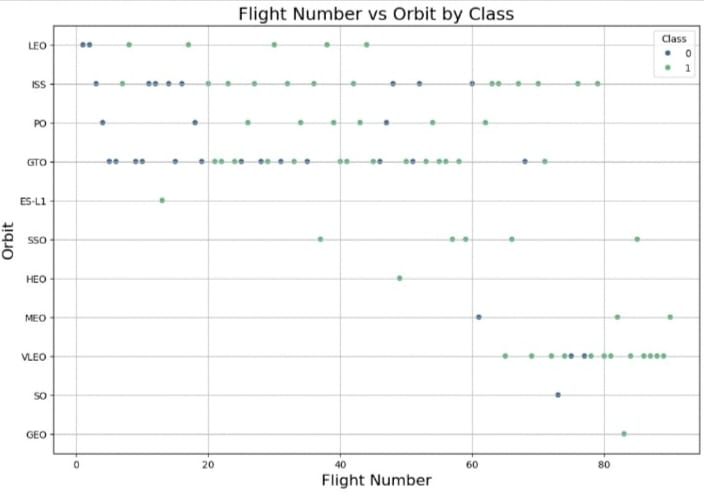 Flight Number vs Orbit by Class
Class
0
1
LEO
ISS
PO
GTO
ES-L1
SSO
HEO
MEO
VLEO
SO
GEO
Orbit
0 20 40 60 80
Flight Number